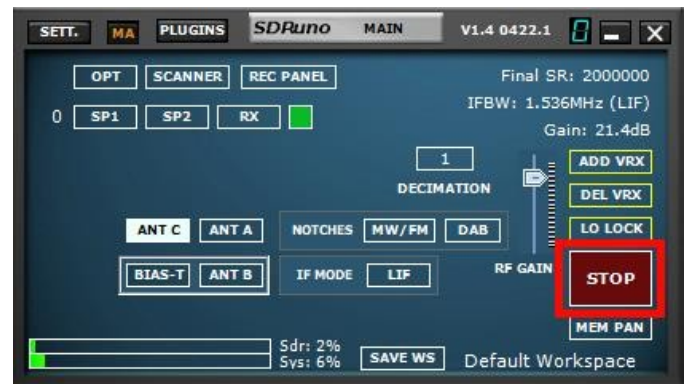 SETT. MA PLUGINS SDRuno MAIN V1.4 0422.1 0
OPT SCANNER REC PANEL Final SR: 2000000
IFBW: 1.536MHz (LIF)
0 SP1 SP2 RX
Gain: 21.4dB
1 ADD VRX
DECIMATION DEL VRX
ANT C ANT A NOTCHES MW/FM DAB LO LOCK
BIAS-T ANT B IF MODE LIF RF GAIN STOP
MEM PAN
Sdr: 2%
Sys: 6% SAVE WS Default Workspace